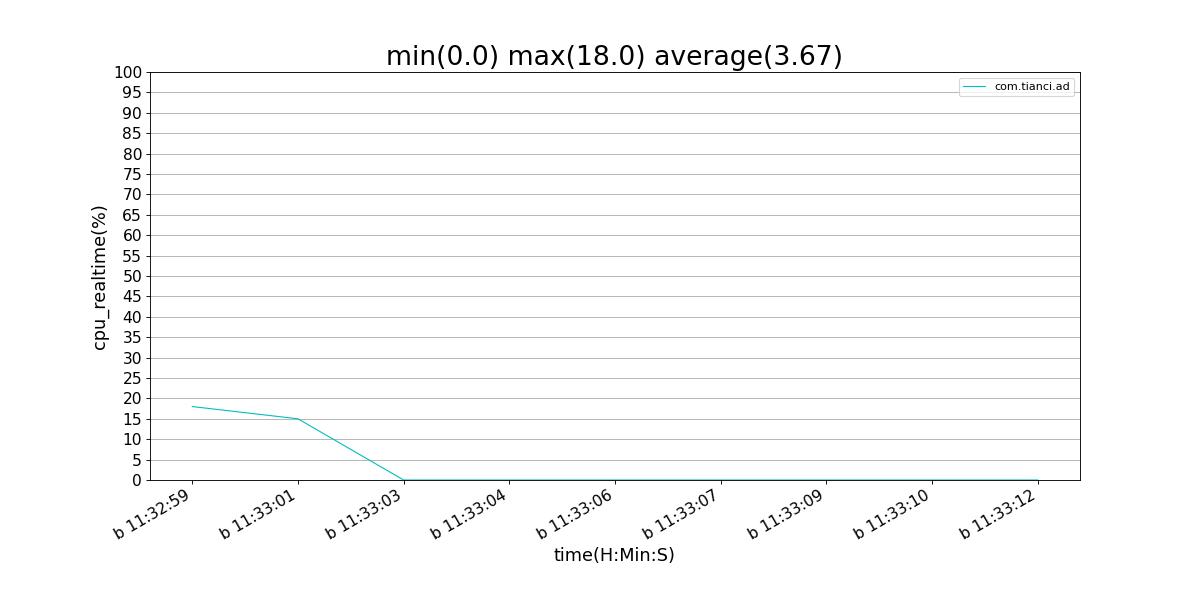 min(0.0) max(18.0) average(3.67)
com.tianci.ad
100
95
90
85
80
75
70
65
60
55
50
45
40
35
30
25
20
15
10
5
0
cpu_realtime(%)
b 11:32:59
b 11:33:01
b 11:33:03
b 11:33:04
b 11:33:06
b 11:33:07
b 11:33:09
b 11:33:10
b 11:33:12
time(H:Min:S)